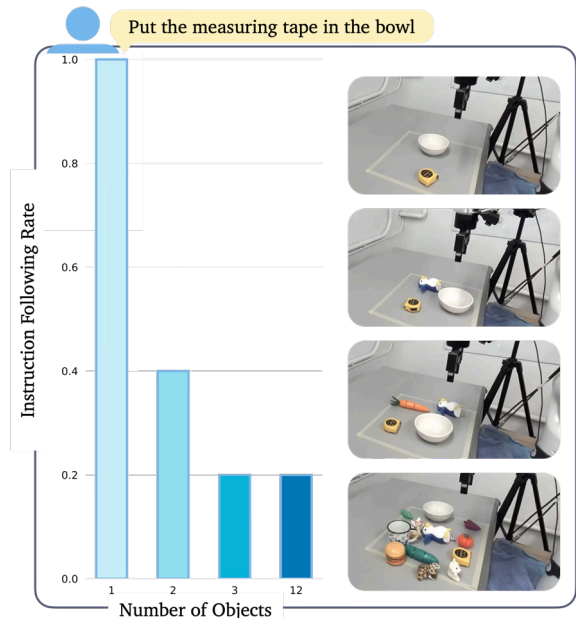 Put the measuring tape in the bowl
1.0
0.8
0.6
0.4
0.2
0.0
Instruction Following Rate
1 2 3 12
Number of Objects